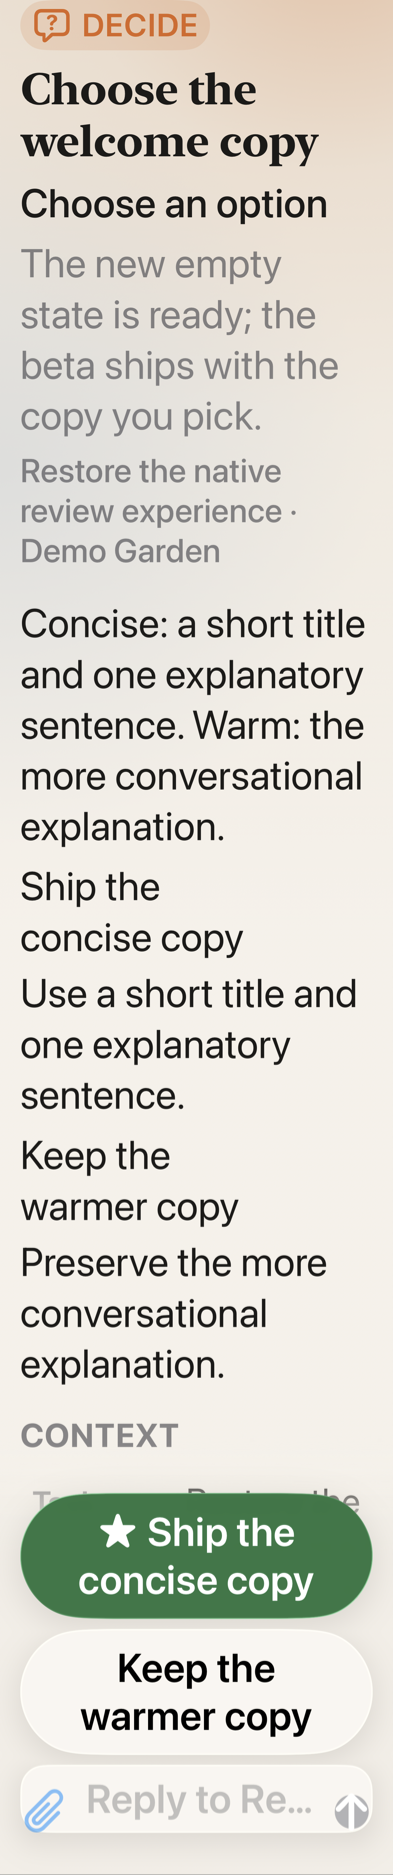 DECIDE
Choose the
welcome copy
Choose an option
The new empty
state is ready; the
beta ships with the
copy you pick.
Restore the native
review experience ·
Demo Garden
Concise: a short title
and one explanatory
sentence. Warm: the
more conversational
explanation.
Ship the
concise copy
Use a short title and
one explanatory
sentence.
Keep the
warmer copy
Preserve the more
conversational
explanation.
CONTEXT
★ Ship the
concise copy
Keep the
warmer copy
Reply to Re...